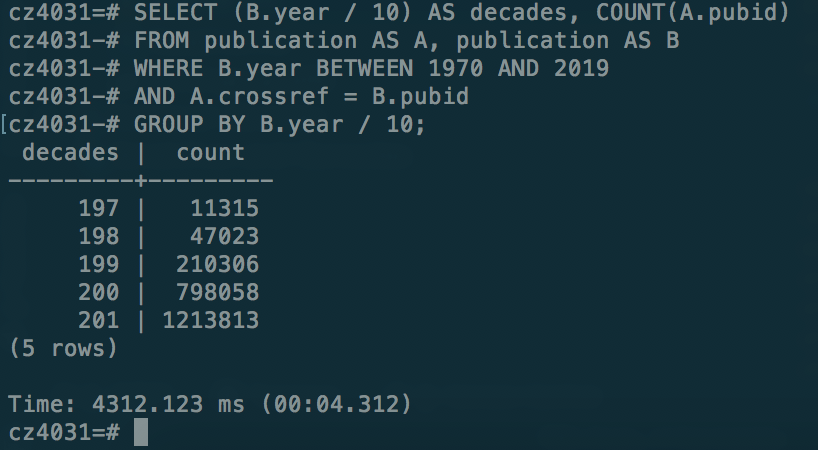 cz4031=# SELECT (B.year / 10) AS decades, COUNT(A.pubid)
cz4031-# FROM publication AS A, publication AS B
cz4031-# WHERE B.year BETWEEN 1970 AND 2019
cz4031-# AND A.crossref = B.pubid
[cz4031-# GROUP BY B.year / 10;
 decades |  count
---------+---------
     197 |   11315
     198 |   47023
     199 |  210306
     200 |  798058
     201 | 1213813
(5 rows)

Time: 4312.123 ms (00:04.312)
cz4031=#